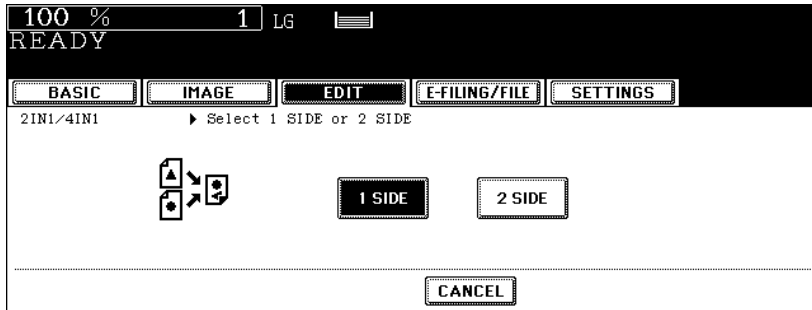 100 % 1 LG
READY
BASIC IMAGE EDIT E-FILING/FILE SETTINGS
2IN1/4IN1 Select 1 SIDE or 2 SIDE
1 SIDE 2 SIDE
CANCEL